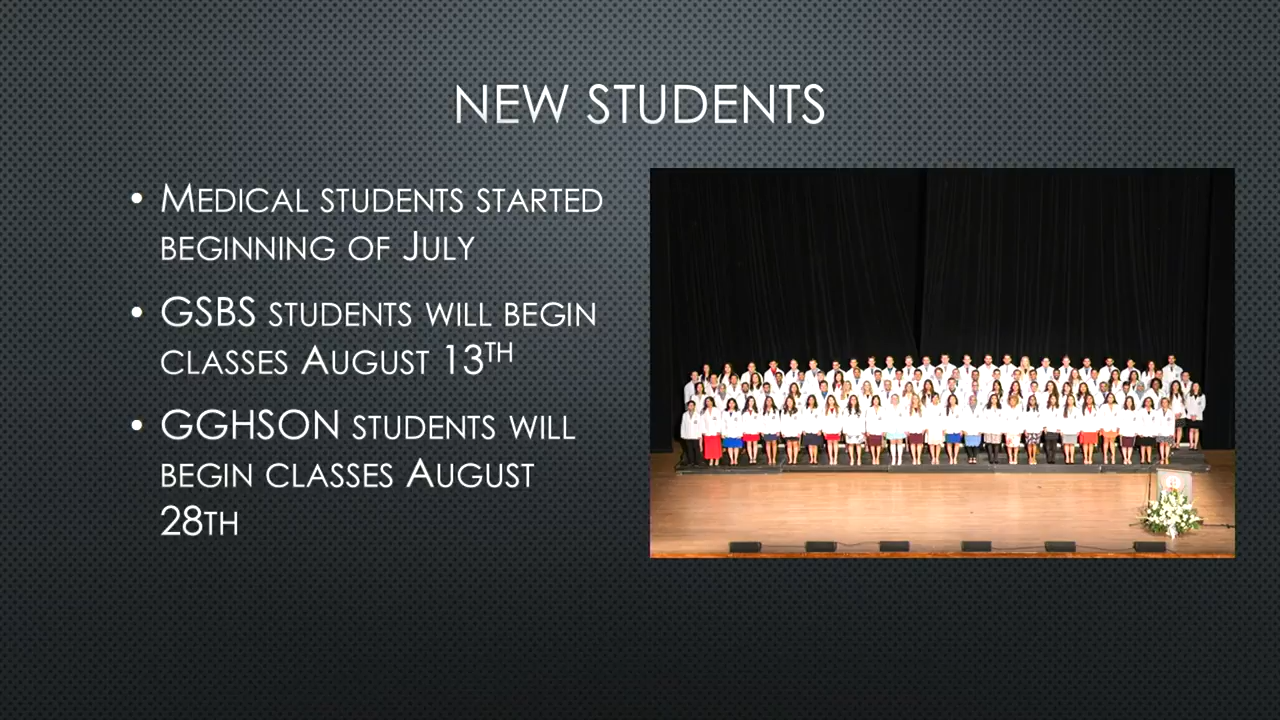 NEW STUDENTS
• MEDICAL STUDENTS STARTED
BEGINNING OF JULY
• GSBS STUDENTS WILL BEGIN
CLASSES AUGUST 13TH
• GGHSON STUDENTS WILL
BEGIN CLASSES AUGUST
28TH